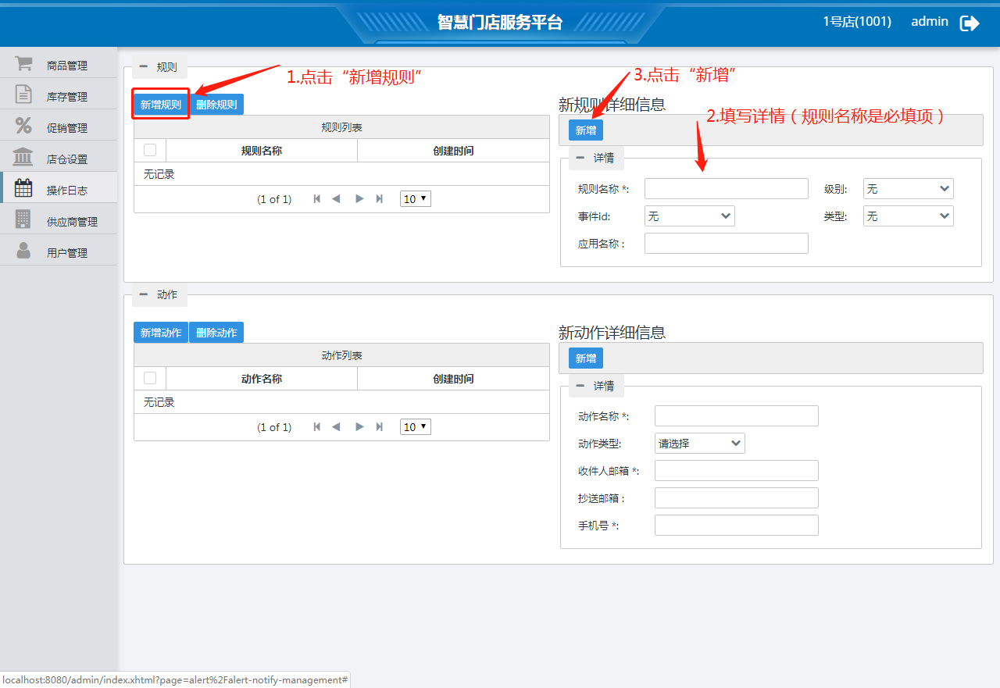 智慧门店服务平台
1号店(1001) admin
商品管理
库存管理
促销管理
店仓设置
操作日志
供应商管理
用户管理
规则
1.点击“新增规则”
3.点击“新增”
新增规则 删除规则
新规则详细信息
2.填写详情（规则名称是必填项）
规则列表
新增
规则名称 创建时间
详情
无记录
规则名称 *: 级别: 无
(1 of 1) 10
事件id: 无 类型: 无
应用名称 :
动作
新增动作 删除动作
新动作详细信息
动作列表
新增
动作名称 创建时间
详情
无记录
动作名称 *:
(1 of 1) 10
动作类型: 请选择
收件人邮箱 *:
抄送邮箱 :
手机号 *:
localhost:8080/admin/index.xhtml?page=alert%2Falert-notify-management#